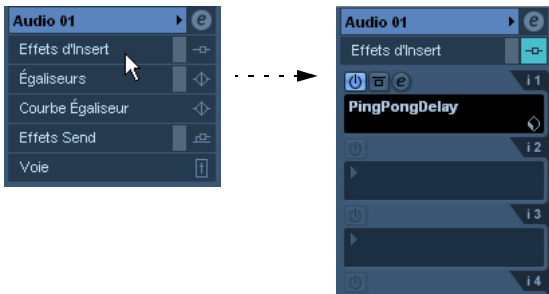 Audio 01
Effets d'Insert
Égaliseurs
Courbe Égaliseur
Effets Send
Voie
Audio 01
Effets d'Insert
i 1
PingPongDelay
i 2
i 3
i 4